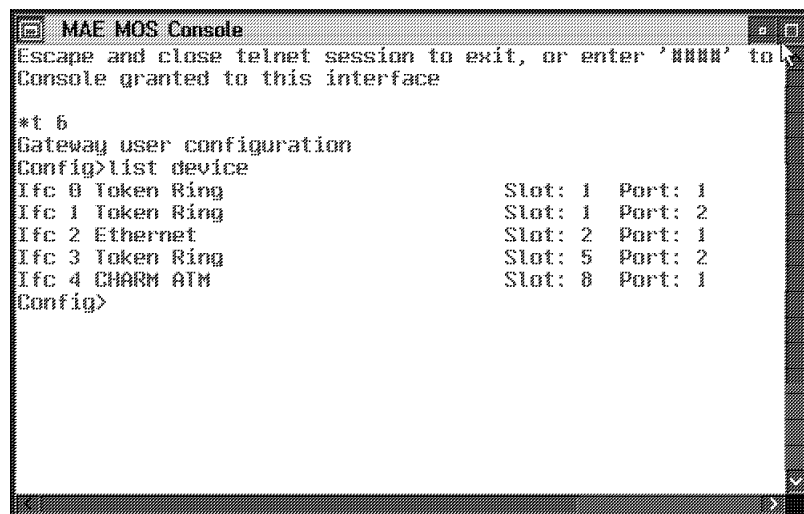 MAE MOS Console
Escape and close telnet session to exit, or enter '####' to
Console granted to this interface
*t 6
Gateway user configuration
Config>list device
Ifc 0 Token Ring Slot: 1 Port: 1
Ifc 1 Token Ring Slot: 1 Port: 2
Ifc 2 Ethernet Slot: 2 Port: 1
Ifc 3 Token Ring Slot: 5 Port: 2
Ifc 4 CHARM ATM Slot: 8 Port: 1
Config>